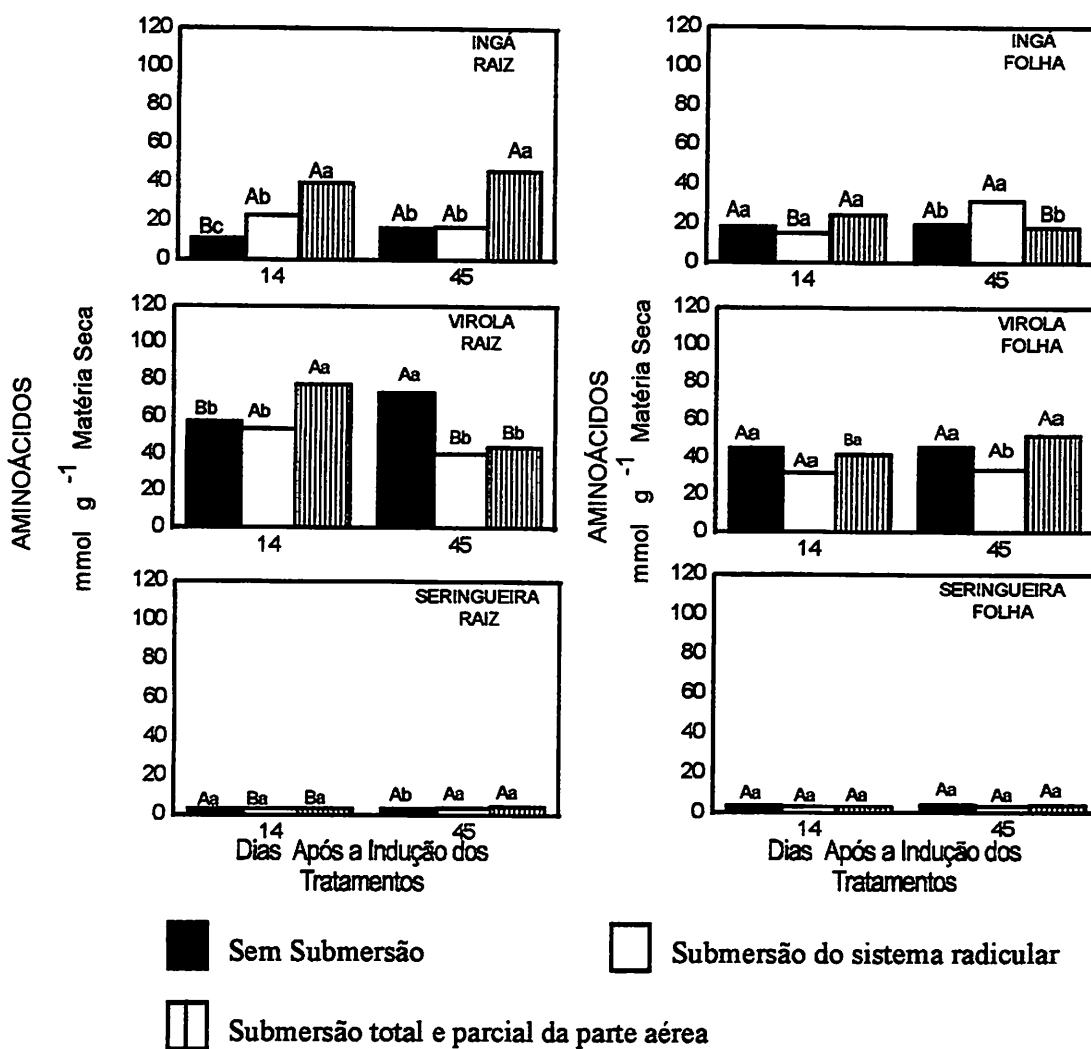 120
100
80
60
40
20
0
INGÁ
RAIZ
Bc
Ab
Aa
Ab
Ab
Aa
14
45
120
100
80
60
40
20
0
INGÁ
FOLHA
Aa
Ba
Aa
Ab
Aa
Bb
14
45
AMINOÁCIDOS
mmol g -1 Matéria Seca
120
100
80
60
40
20
0
VIROLA
RAIZ
Bb
Ab
Aa
Aa
Bb
Bb
14
45
AMINOÁCIDOS
mmol g -1 Matéria Seca
120
100
80
60
40
20
0
VIROLA
FOLHA
Aa
Aa
Ba
Aa
Ab
Aa
14
45
120
100
80
60
40
20
0
SERINGUEIRA
RAIZ
Aa
Ba
Ba
Ab
Aa
Aa
14
45
Dias Após a Indução dos
Tratamentos
120
100
80
60
40
20
0
SERINGUEIRA
FOLHA
Aa
Aa
Aa
Aa
Aa
Aa
14
45
Dias Após a Indução dos
Tratamentos
Sem Submersão
Submersão do sistema radicular
Submersão total e parcial da parte aérea